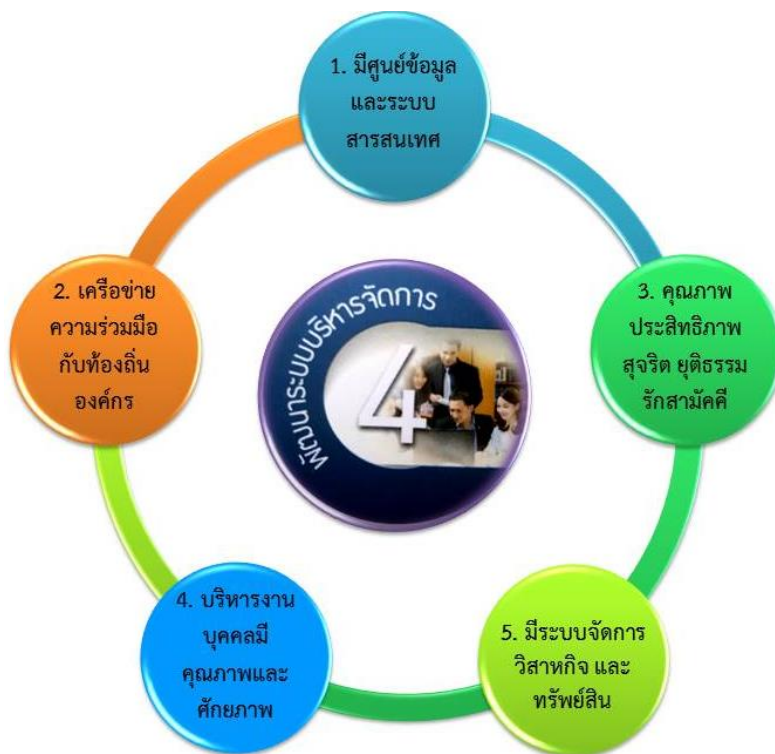 1. มีศูนย์ข้อมูล
และระบบ
สารสนเทศ
2. เครือข่าย
ความร่วมมือ
กับท้องถิ่น
องค์กร
3. คุณภาพ
ประสิทธิภาพ
สุจริต ยุติธรรม
รักสามัคคี
พัฒนาระบบบริหารจัดการ
4
4. บริหารงาน
บุคคลมี
คุณภาพและ
ศักยภาพ
5. มีระบบจัดการ
วิสาหกิจ และ
ทรัพย์สิน